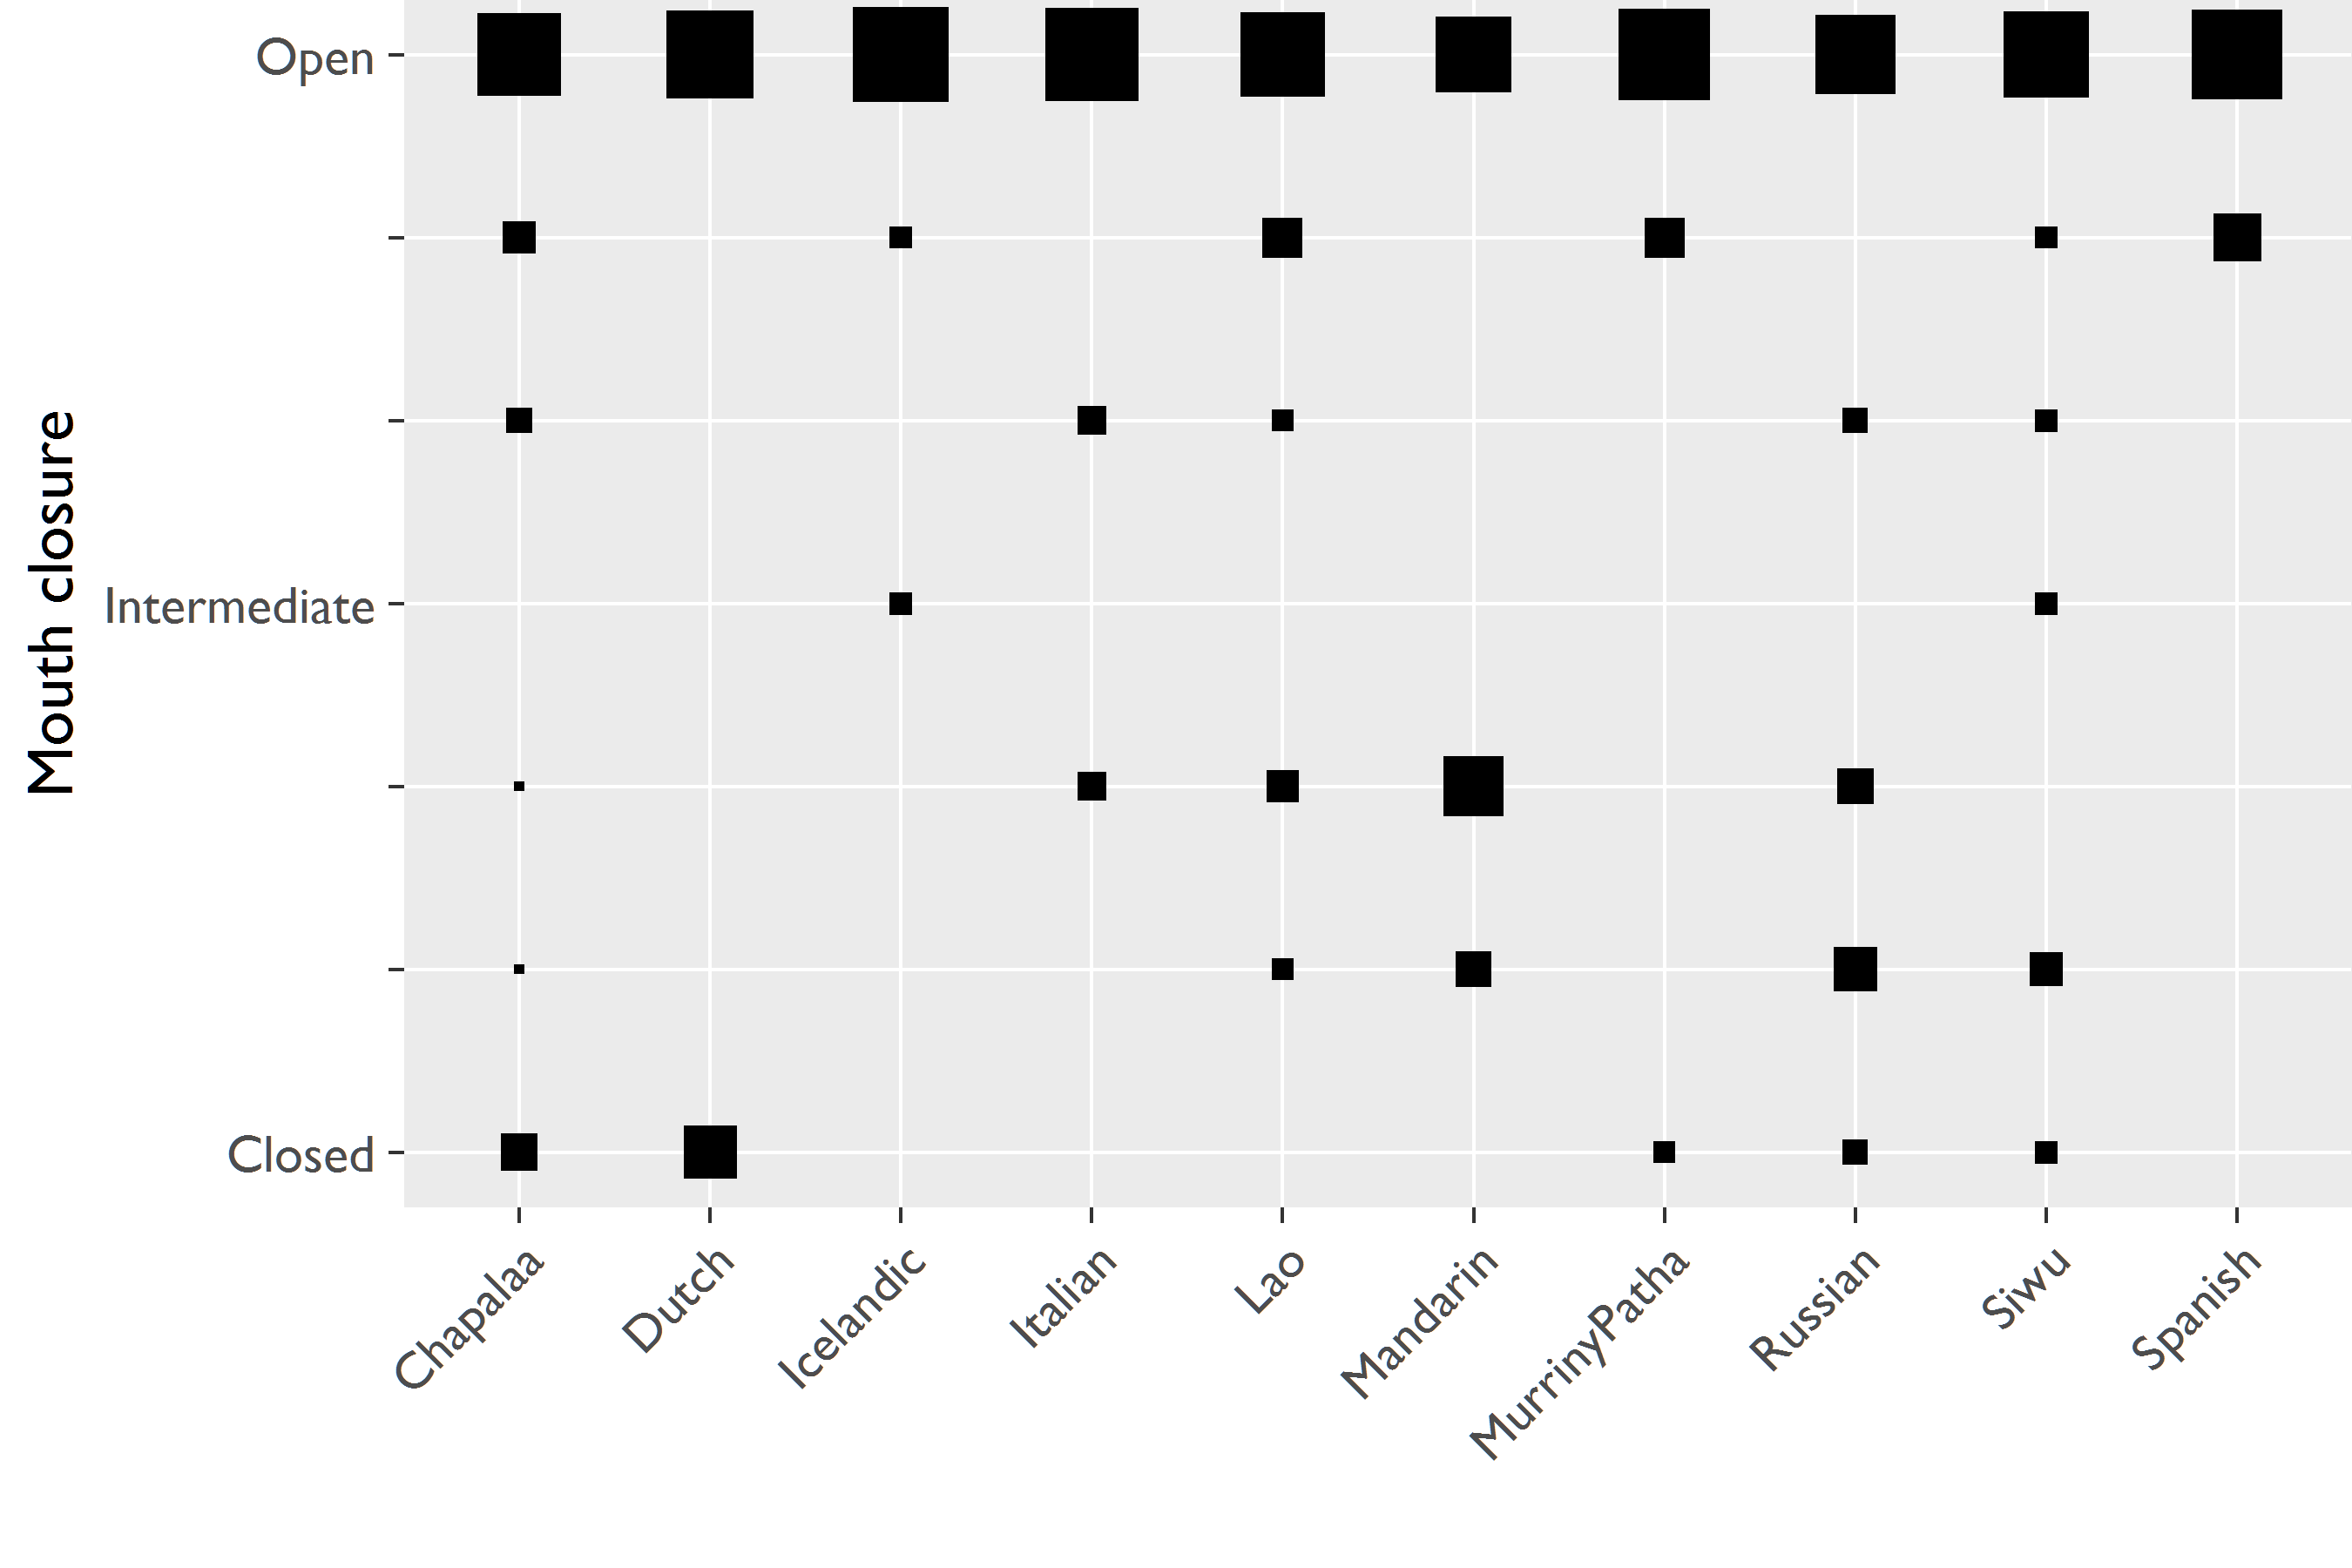 Mouth closure
Open
Intermediate
Closed
Chapalaa
Dutch
Icelandic
Italian
Lao
Mandarin
MurrinyPatha
Russian
Siwu
Spanish